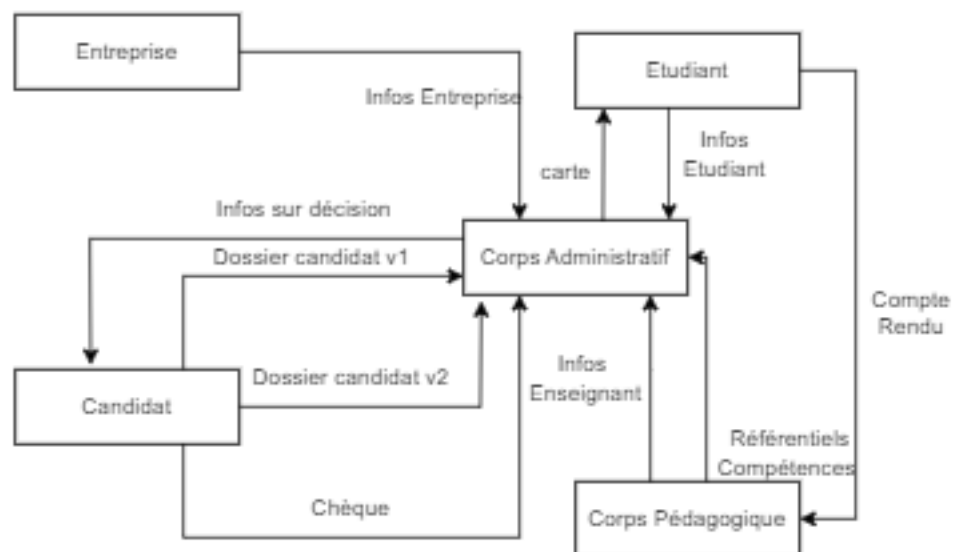 Entreprise
Etudiant
Infos Entreprise
Infos
Etudiant
carte
Infos sur décision
Dossier candidat v1
Corps Administratif
Compte
Rendu
Infos
Enseignant
Dossier candidat v2
Candidat
Référentiels
Compétences
Chèque
Corps Pédagogique